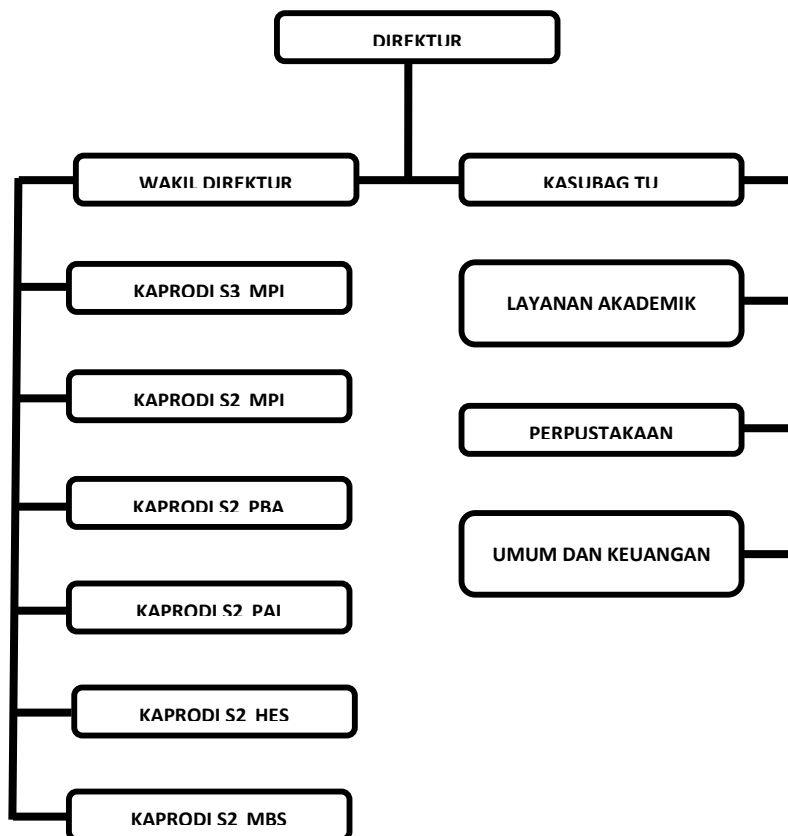 DIREKTUR
WAKIL DIREKTUR
KASUBAG TU
KAPRODI S3 MPI
LAYANAN AKADEMIK
KAPRODI S2 MPI
PERPUSTAKAAN
KAPRODI S2 PBA
UMUM DAN KEUANGAN
KAPRODI S2 PAI
KAPRODI S2 HES
KAPRODI S2 MBS